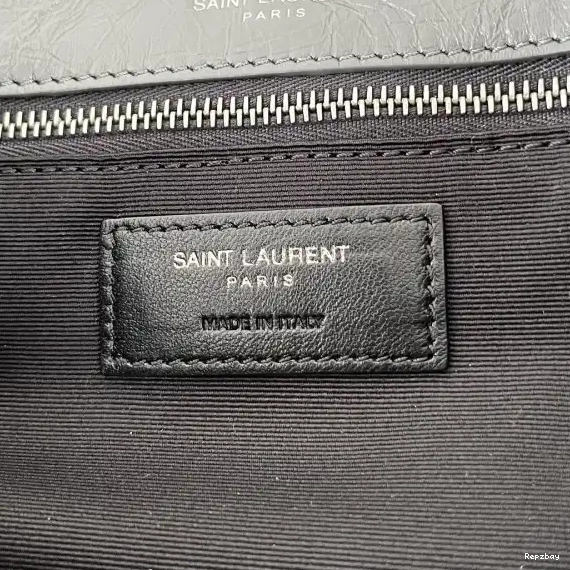 SAINT LAURENT
PARIS
SAINT LAURENT
PARIS
MADE IN ITALY
Repzbay